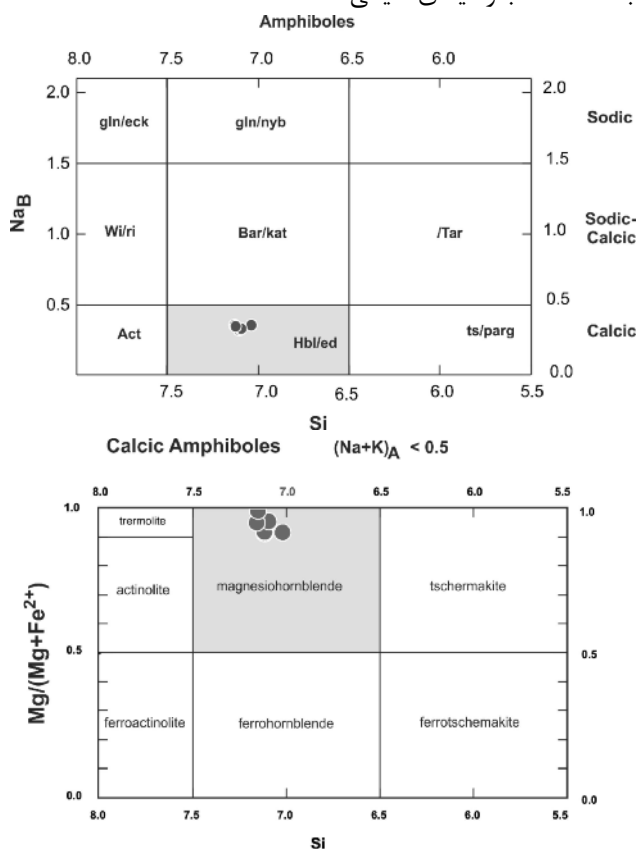 Amphiboles
8.0 7.5 7.0 6.5 6.0
2.0 gln/eck gln/nyb 2.0 Sodic
1.5 1.5
NaB
1.0 Wi/ri Bar/kat /Tar 1.0 Sodic-
Calcic
0.5 0.5
Act Hbl/ed ts/parg Calcic
0.0
7.5 7.0 6.5 6.0 5.5
Si
Calcic Amphiboles (Na+K)A < 0.5
8.0 7.5 7.0 6.5 6.0 5.5
1.0 1.0
trermolite
actinolite magnesiohornblende tschermakite
Mg/(Mg+Fe2+)
0.5 0.5
ferroactinolite ferrohornblende ferrotschemakite
0.0 0.0
8.0 7.5 7.0 6.5 6.0 5.5
Si